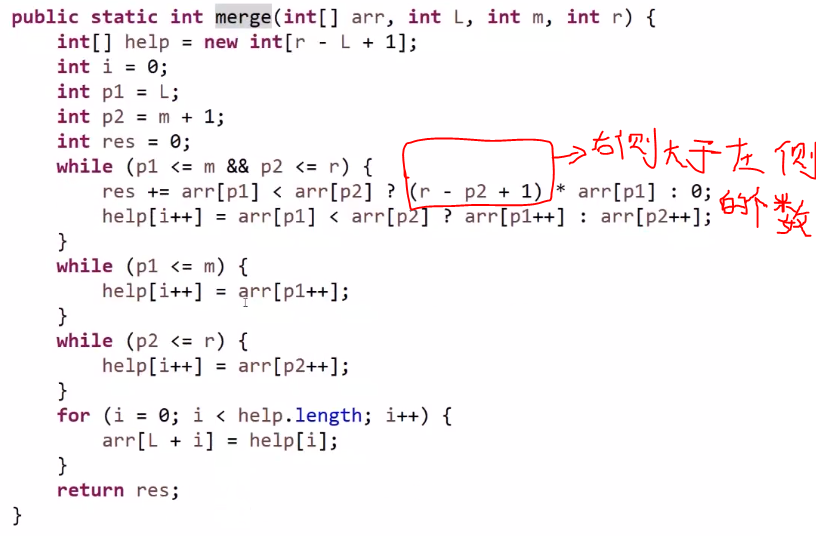 public static int merge(int[] arr, int L, int m, int r) {
    int[] help = new int[r - L + 1];
    int i = 0;
    int p1 = L;
    int p2 = m + 1;
    int res = 0;
    while (p1 <= m && p2 <= r) {
        res += arr[p1] < arr[p2] ? (r - p2 + 1) * arr[p1] : 0;
        help[i++] = arr[p1] < arr[p2] ? arr[p1++] : arr[p2++];
    }
    while (p1 <= m) {
        help[i++] = arr[p1++];
    }
    while (p2 <= r) {
        help[i++] = arr[p2++];
    }
    for (i = 0; i < help.length; i++) {
        arr[L + i] = help[i];
    }
    return res;
}
右侧大于左侧
的个数